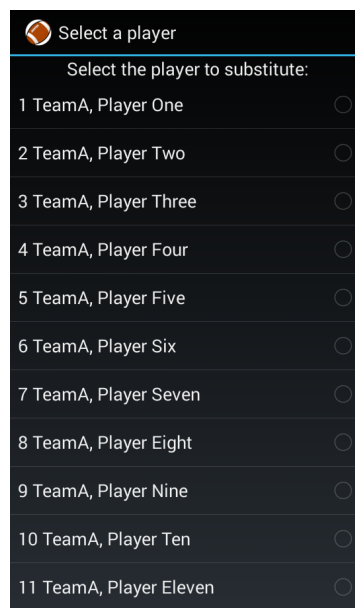 Select a player
Select the player to substitute:
1 TeamA, Player One
2 TeamA, Player Two
3 TeamA, Player Three
4 TeamA, Player Four
5 TeamA, Player Five
6 TeamA, Player Six
7 TeamA, Player Seven
8 TeamA, Player Eight
9 TeamA, Player Nine
10 TeamA, Player Ten
11 TeamA, Player Eleven